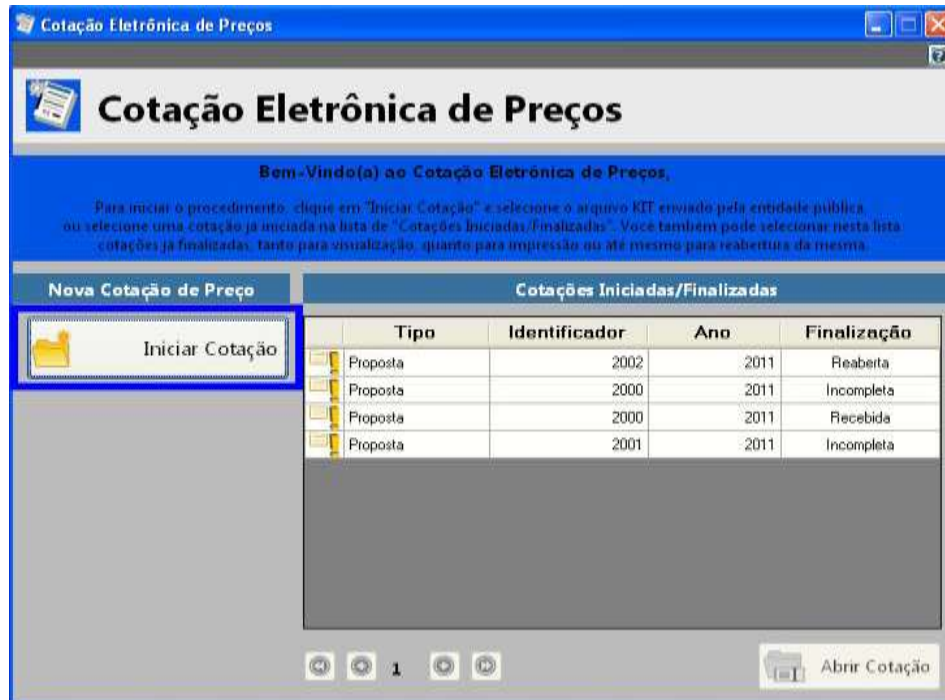 Cotação Eletrônica de Preços
Cotação Eletrônica de Preços
Bem-Vindo(a) ao Cotação Eletrônica de Preços,
Para iniciar o procedimento, clique em "Iniciar Cotação" e selecione o arquivo KIT enviado pela entidade pública,
ou selecione uma cotação já iniciada na lista de "Cotações Iniciadas/Finalizadas". Você também pode selecionar nesta lista
cotações já finalizadas, tanto para visualização, quanto para impressão ou até mesmo para reabertura da mesma.
Nova Cotação de Preço
Cotações Iniciadas/Finalizadas
Iniciar Cotação
Tipo Identificador Ano Finalização
Proposta 2002 2011 Reaberta
Proposta 2000 2011 Incompleta
Proposta 2000 2011 Recebida
Proposta 2001 2011 Incompleta
1
Abrir Cotação